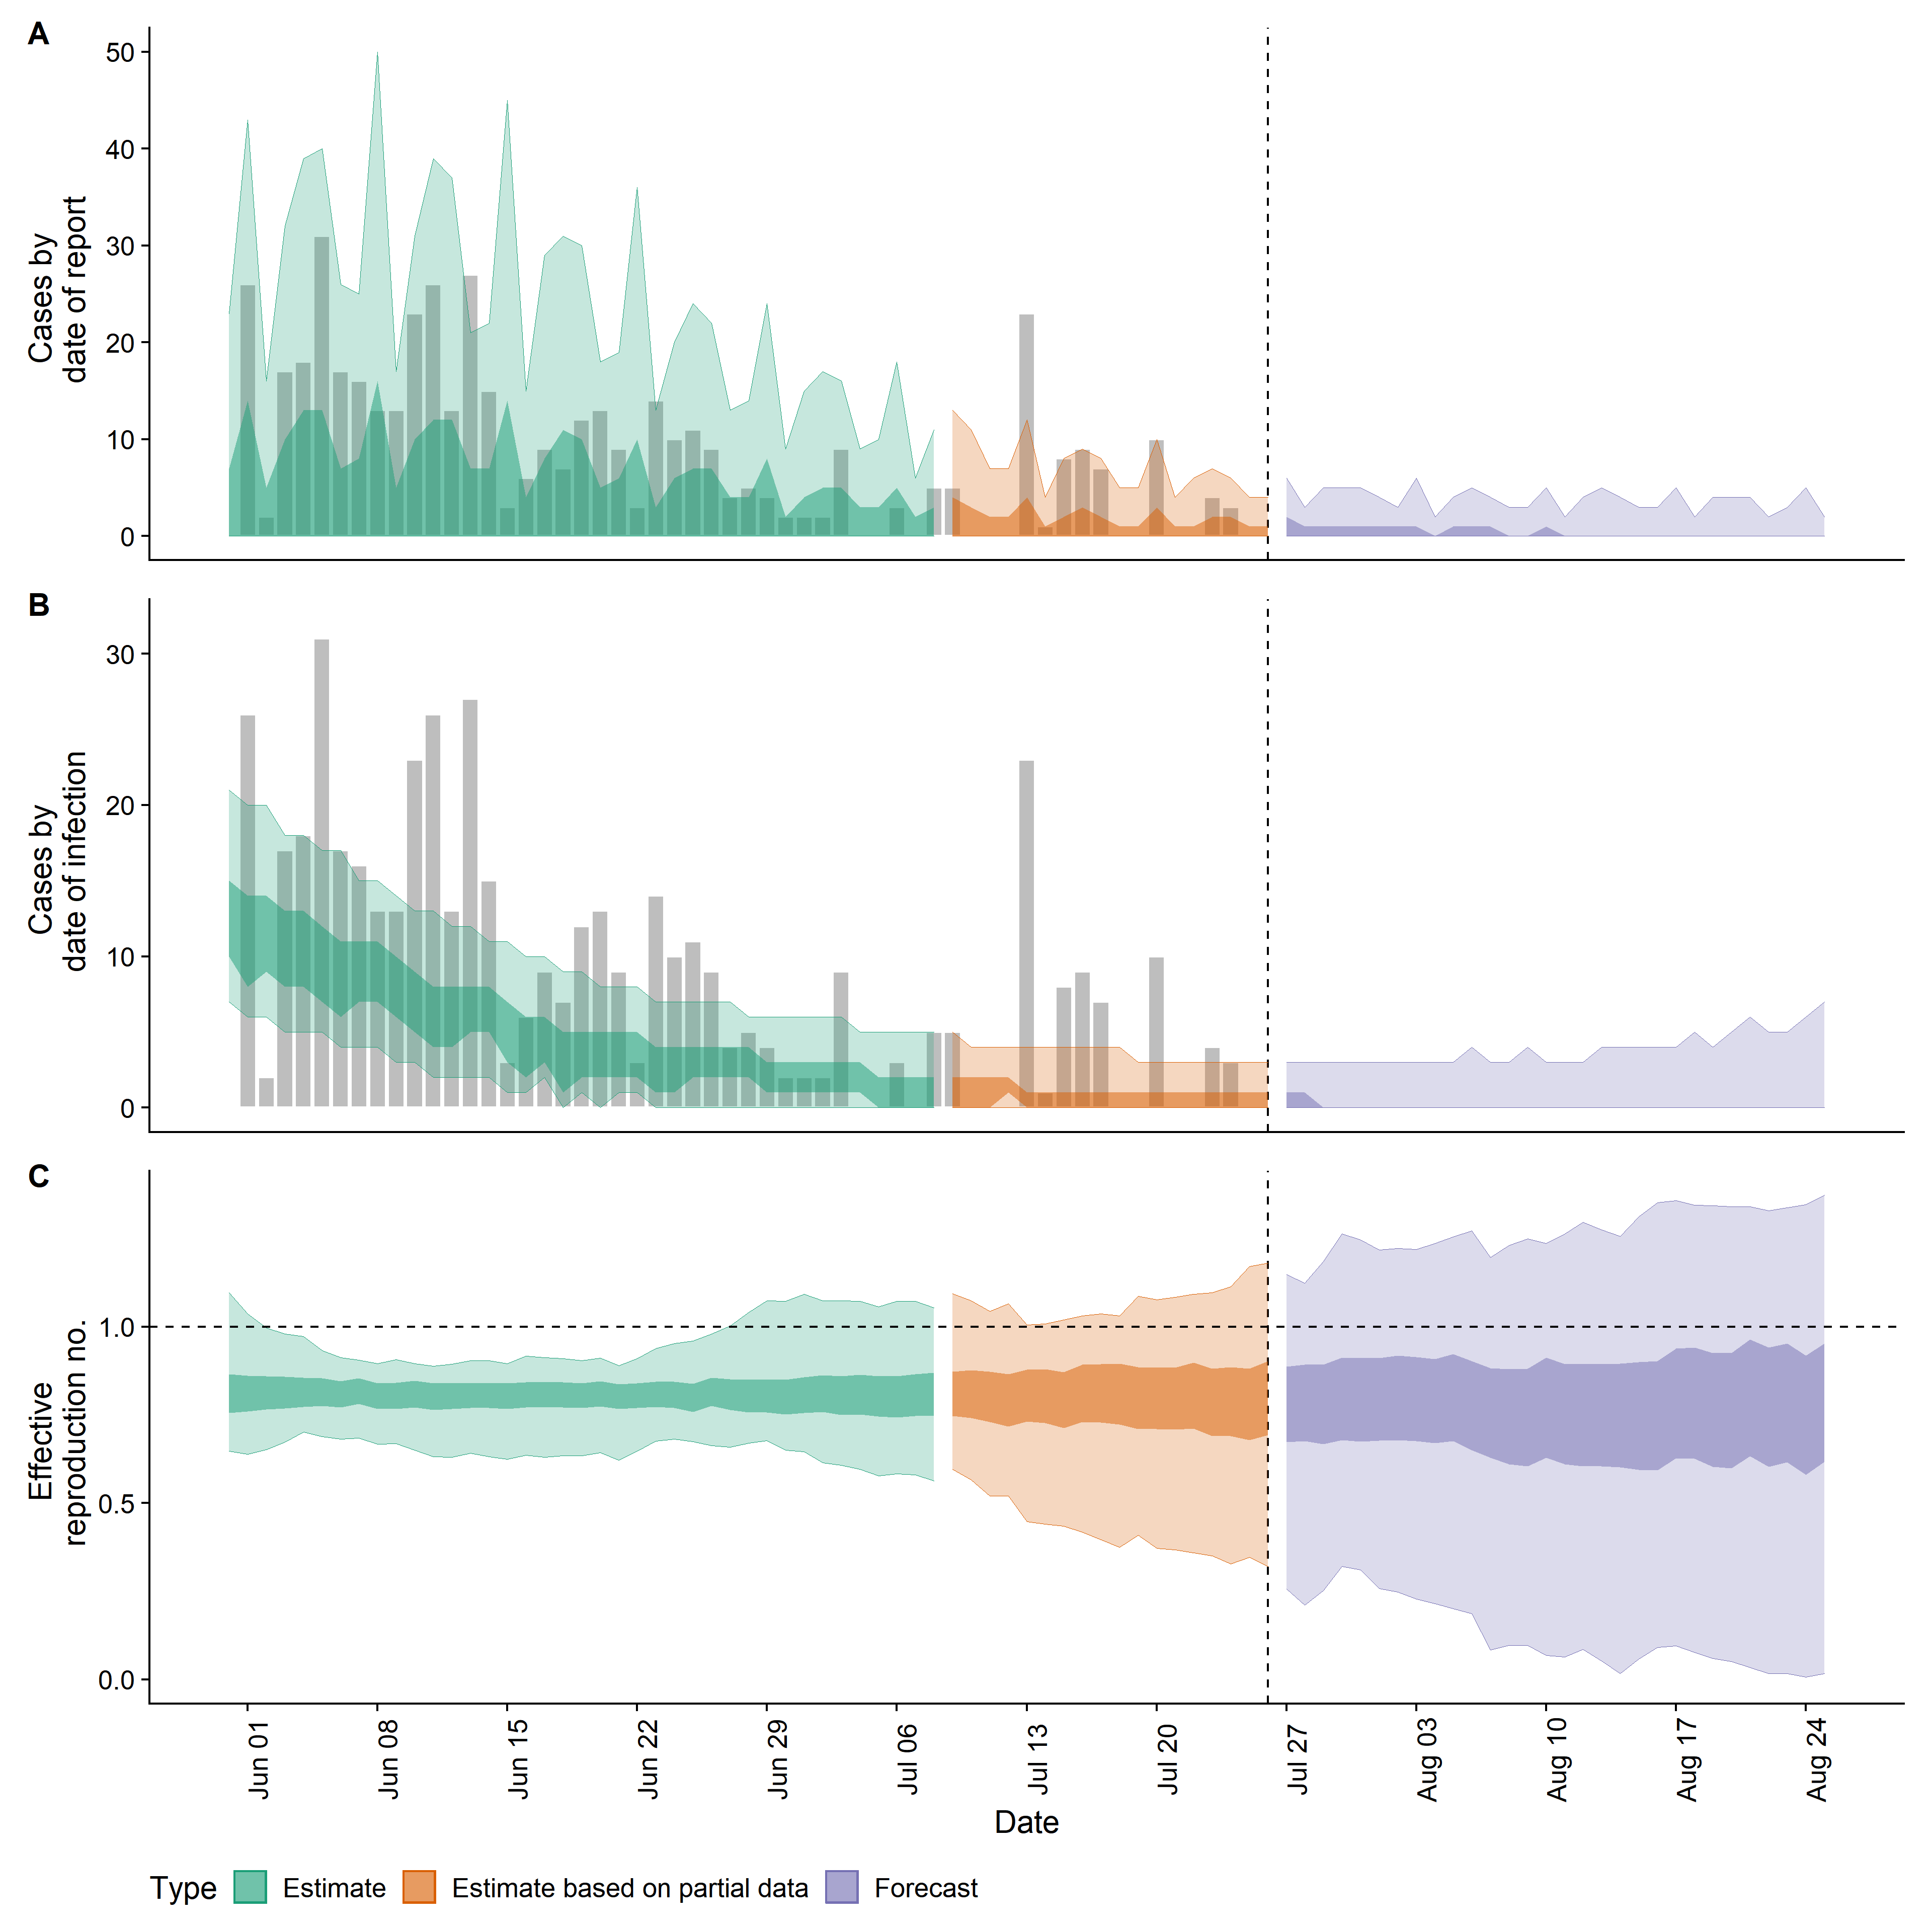 A
50
40
30
20
10
0
Cases by
date of report
B
30
20
10
0
Cases by
date of infection
C
1.0
0.5
0.0
Effective
reproduction no.
Jun 01
Jun 08
Jun 15
Jun 22
Jun 29
Jul 06
Jul 13
Jul 20
Jul 27
Aug 03
Aug 10
Aug 17
Aug 24
Date
Type Estimate Estimate based on partial data Forecast